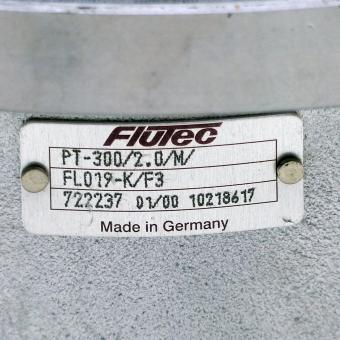 FLUTEC
PT-300/2.0/M/
FL019-K/F3
722237 01/00 10218617
Made in Germany